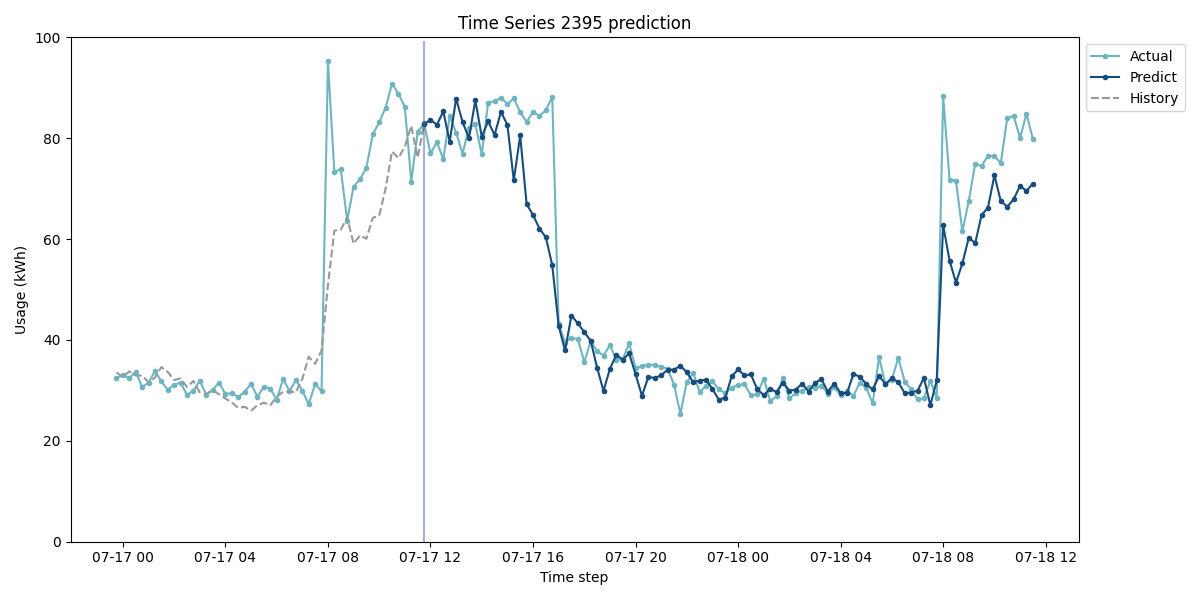 Time Series 2395 prediction
100
80
60
40
20
0
Usage (kWh)
07-17 00
07-17 04
07-17 08
07-17 12
07-17 16
07-17 20
07-18 00
07-18 04
07-18 08
07-18 12
Time step
Actual
Predict
History